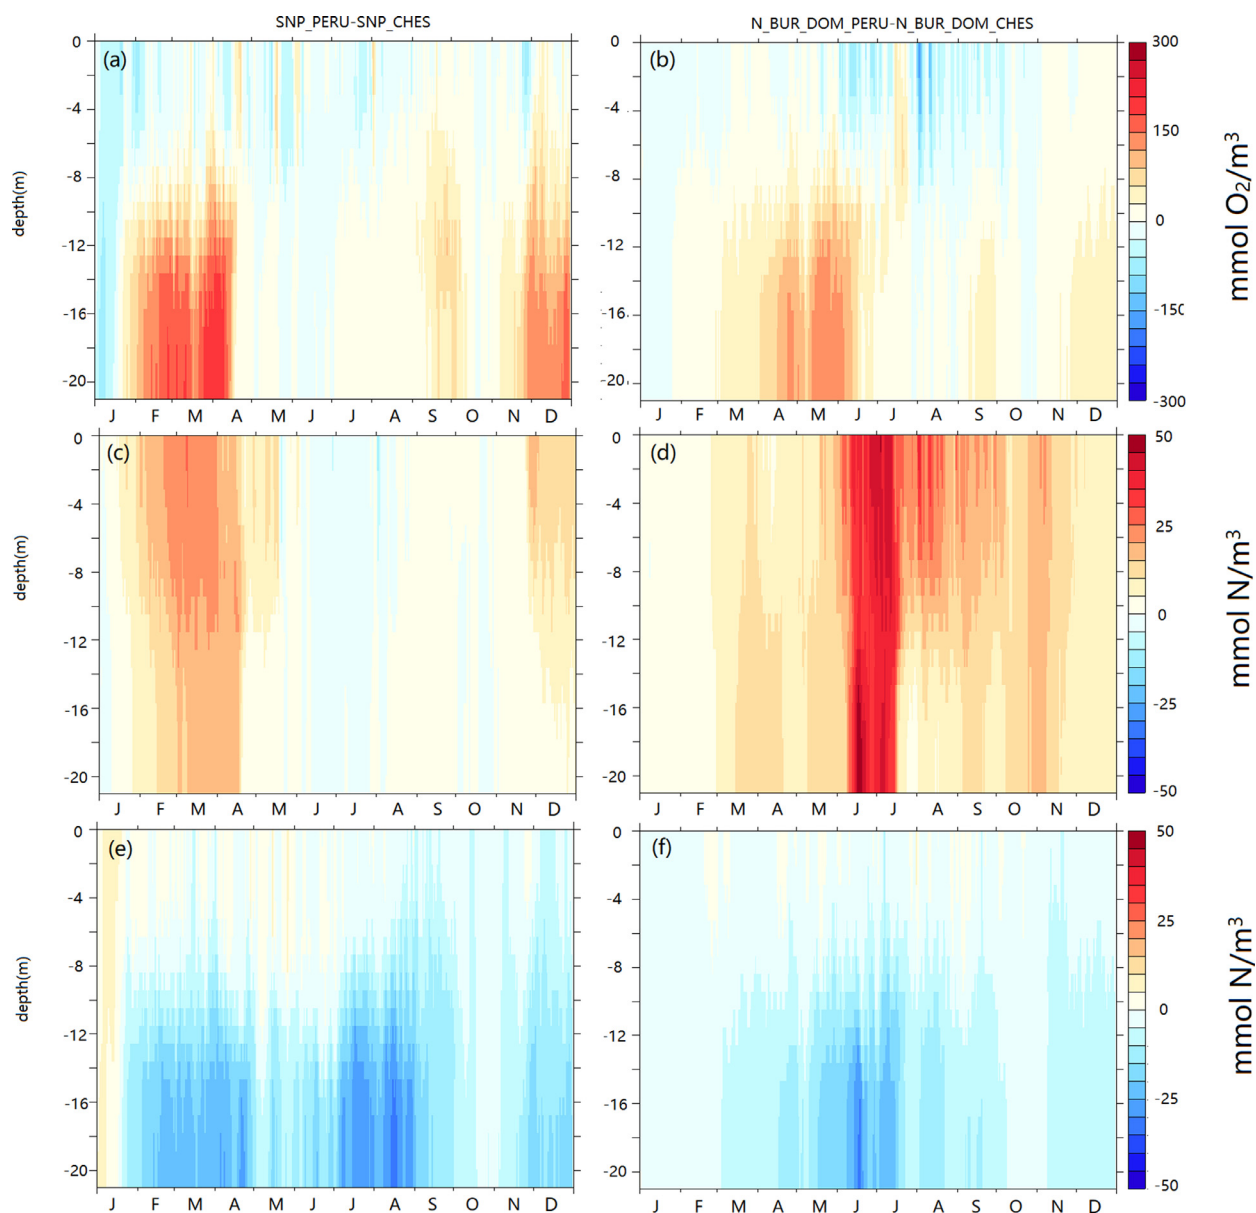 SNP_PERU-SNP_CHES
N_BUR_DOM_PERU-N_BUR_DOM_CHES
(a)
0
-4
-8
-12
-16
-20
depth(m)
J F M A M J J A S O N D
(b)
0
-4
-8
-12
-16
-20
J F M A M J J A S O N D
300
150
0
-150
-300
mmol O₂/m³
(c)
0
-4
-8
-12
-16
-20
depth(m)
J F M A M J J A S O N D
(d)
0
-4
-8
-12
-16
-20
J F M A M J J A S O N D
50
25
0
-25
-50
mmol N/m³
(e)
0
-4
-8
-12
-16
-20
depth(m)
J F M A M J J A S O N D
(f)
0
-4
-8
-12
-16
-20
J F M A M J J A S O N D
50
25
0
-25
-50
mmol N/m³